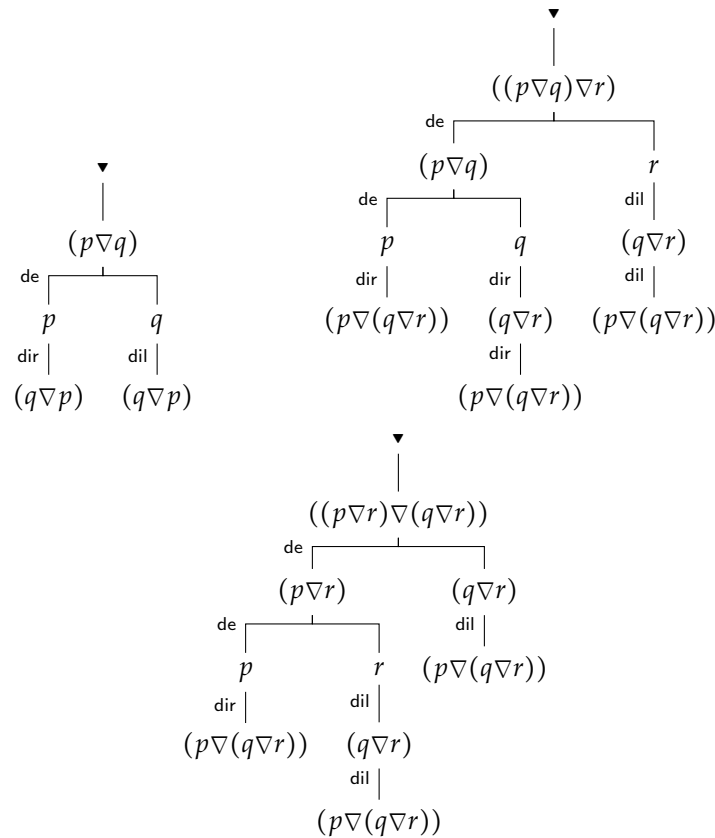 ▼
(p∇q)
de
p q
dir dil
(q∇p) (q∇p)
▼
((p∇q)∇r)
de
(p∇q) r
de dil
p q (q∇r)
dir dir dil
(p∇(q∇r)) (q∇r) (p∇(q∇r))
dir
(p∇(q∇r))
▼
((p∇r)∇(q∇r))
de
(p∇r) (q∇r)
de dil
p r (p∇(q∇r))
dir dil
(p∇(q∇r)) (q∇r)
dil
(p∇(q∇r))